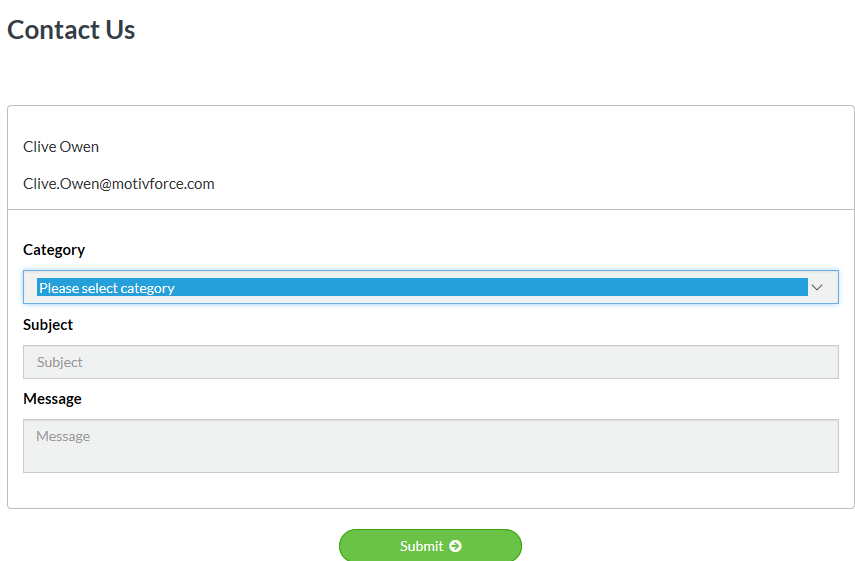 Contact Us
Clive Owen
Clive.Owen@motivforce.com
Category
Please select category
Subject
Subject
Message
Message
Submit